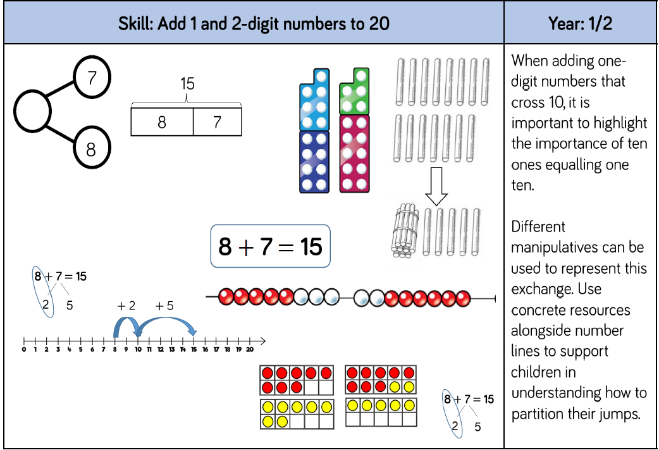 Skill: Add 1 and 2-digit numbers to 20
Year: 1/2
7
8
15
8 7
8 + 7 = 15
8 + 7 = 15
2 5
+ 2 + 5
0 1 2 3 4 5 6 7 8 9 10 11 12 13 14 15 16 17 18 19 20
8 + 7 = 15
2 5
When adding one-
digit numbers that
cross 10, it is
important to highlight
the importance of ten
ones equalling one
ten.
Different
manipulatives can be
used to represent this
exchange. Use
concrete resources
alongside number
lines to support
children in
understanding how to
partition their jumps.